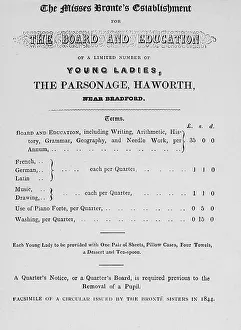 The Misses Brontë's Establishment
FOR
THE BOARD AND EDUCATION
OF A LIMITED NUMBER OF
YOUNG LADIES,
THE PARSONAGE, HAWORTH,
NEAR BRADFORD.
Terms.
£. s. d.
BOARD AND EDUCATION, including Writing, Arithmetic, His-
tory, Grammar, Geography, and Needle Work, per
Annum, 35 0 0
French,
German, each per Quarter, 1 1 0
Latin
Music,
Drawing, each per Quarter, 1 1 0
Use of Piano Forte, per Quarter, 0 5 0
Washing, per Quarter, 0 15 0
Each Young Lady to be provided with One Pair of Sheets, Pillow Cases, Four Towels,
a Dessert and Tea-spoon.
A Quarter's Notice, or a Quarter's Board, is required previous to the
Removal of a Pupil.
FACSIMILE OF A CIRCULAR ISSUED BY THE BRONTË SISTERS IN 1844.